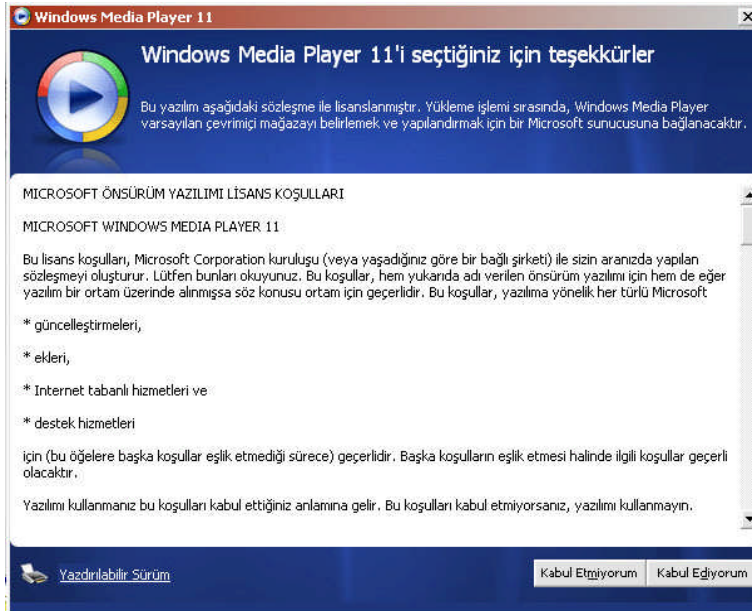 Windows Media Player 11
Windows Media Player 11'i seçtiğiniz için teşekkürler
Bu yazılım aşağıdaki sözleşme ile lisanslanmıştır. Yükleme işlemi sırasında, Windows Media Player
varsayılan çevrimiçi mağazayı belirlemek ve yapılandırmak için bir Microsoft sunucusuna bağlanacaktır.
MICROSOFT ÖNSÜRÜM YAZILIMI LİSANS KOŞULLARI
MICROSOFT WINDOWS MEDIA PLAYER 11
Bu lisans koşulları, Microsoft Corporation kuruluşu (veya yaşadığınız göre bir bağlı şirketi) ile sizin aranızda yapılan
sözleşmeyi oluşturur. Lütfen bunları okuyunuz. Bu koşullar, hem yukarıda adı verilen önsürüm yazılımı için hem de eğer
yazılım bir ortam üzerinde alınmışsa söz konusu ortam için geçerlidir. Bu koşullar, yazılıma yönelik her türlü Microsoft
* güncelleştirmeleri,
* ekleri,
* Internet tabanlı hizmetleri ve
* destek hizmetleri
için (bu öğelere başka koşullar eşlik etmediği sürece) geçerlidir. Başka koşulların eşlik etmesi halinde ilgili koşullar geçerli
olacaktır.
Yazılımı kullanmanız bu koşulları kabul ettiğiniz anlamına gelir. Bu koşulları kabul etmiyorsanız, yazılımı kullanmayın.
Yazdırılabilir Sürüm
Kabul Etmiyorum
Kabul Ediyorum